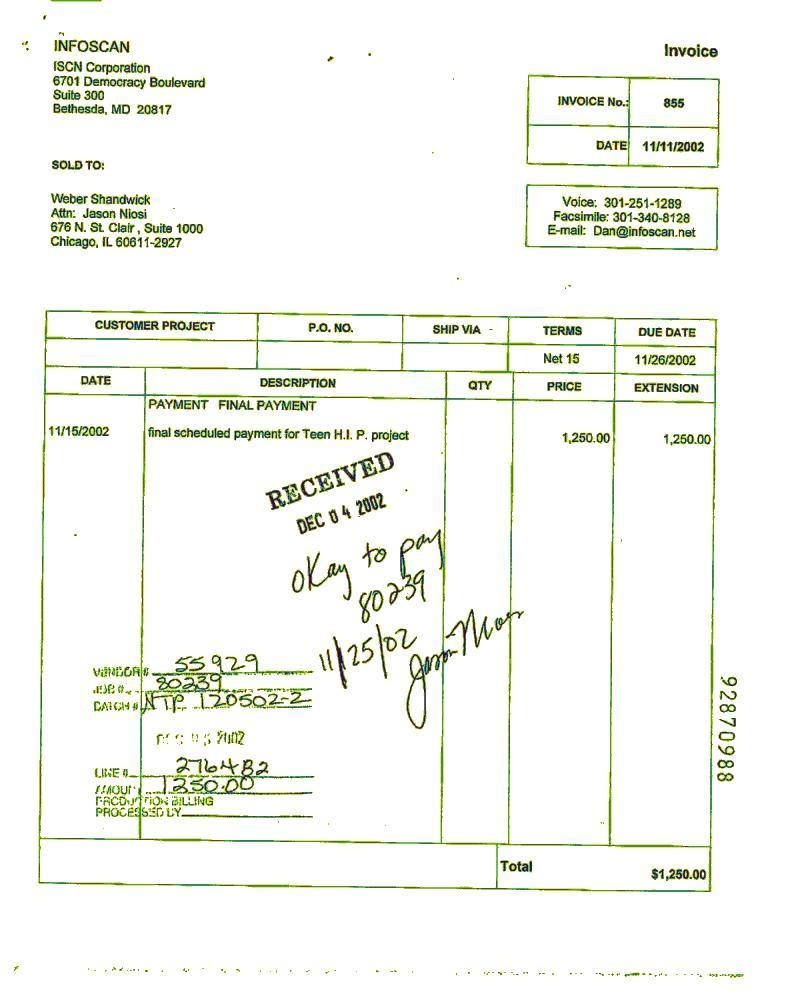 INFOSCAN
Invoice
ISCN Corporation
6701 Democracy Boulevard
Suite 300
Bethesda, MD 20817
INVOICE No.: 855
DATE 11/11/2002
SOLD TO:
Weber Shandwick
Attn: Jason Niosi
676 N. St. Clair, Suite 1000
Chicago, IL 60611-2927
Voice: 301-251-1289
Facsimile: 301-340-8128
E-mail: Dan@infoscan.net
CUSTOMER PROJECT P.O. NO. SHIP VIA TERMS DUE DATE
Net 15 11/26/2002
DATE DESCRIPTION QTY PRICE EXTENSION
PAYMENT FINAL PAYMENT
11/15/2002 final scheduled payment for Teen H.I. P. project 1,250.00 1,250.00
RECEIVED
DEC 04 2002
okay to pay
80239
11/25/02
Jason
VENDOR # 55929
JOB # 80239
BATCH # NTP 120502-2
2002
LINE # 276482
AMOUNT 1250.00
PRODUCTION BILLING
PROCESSED BY
92870988
Total $1,250.00